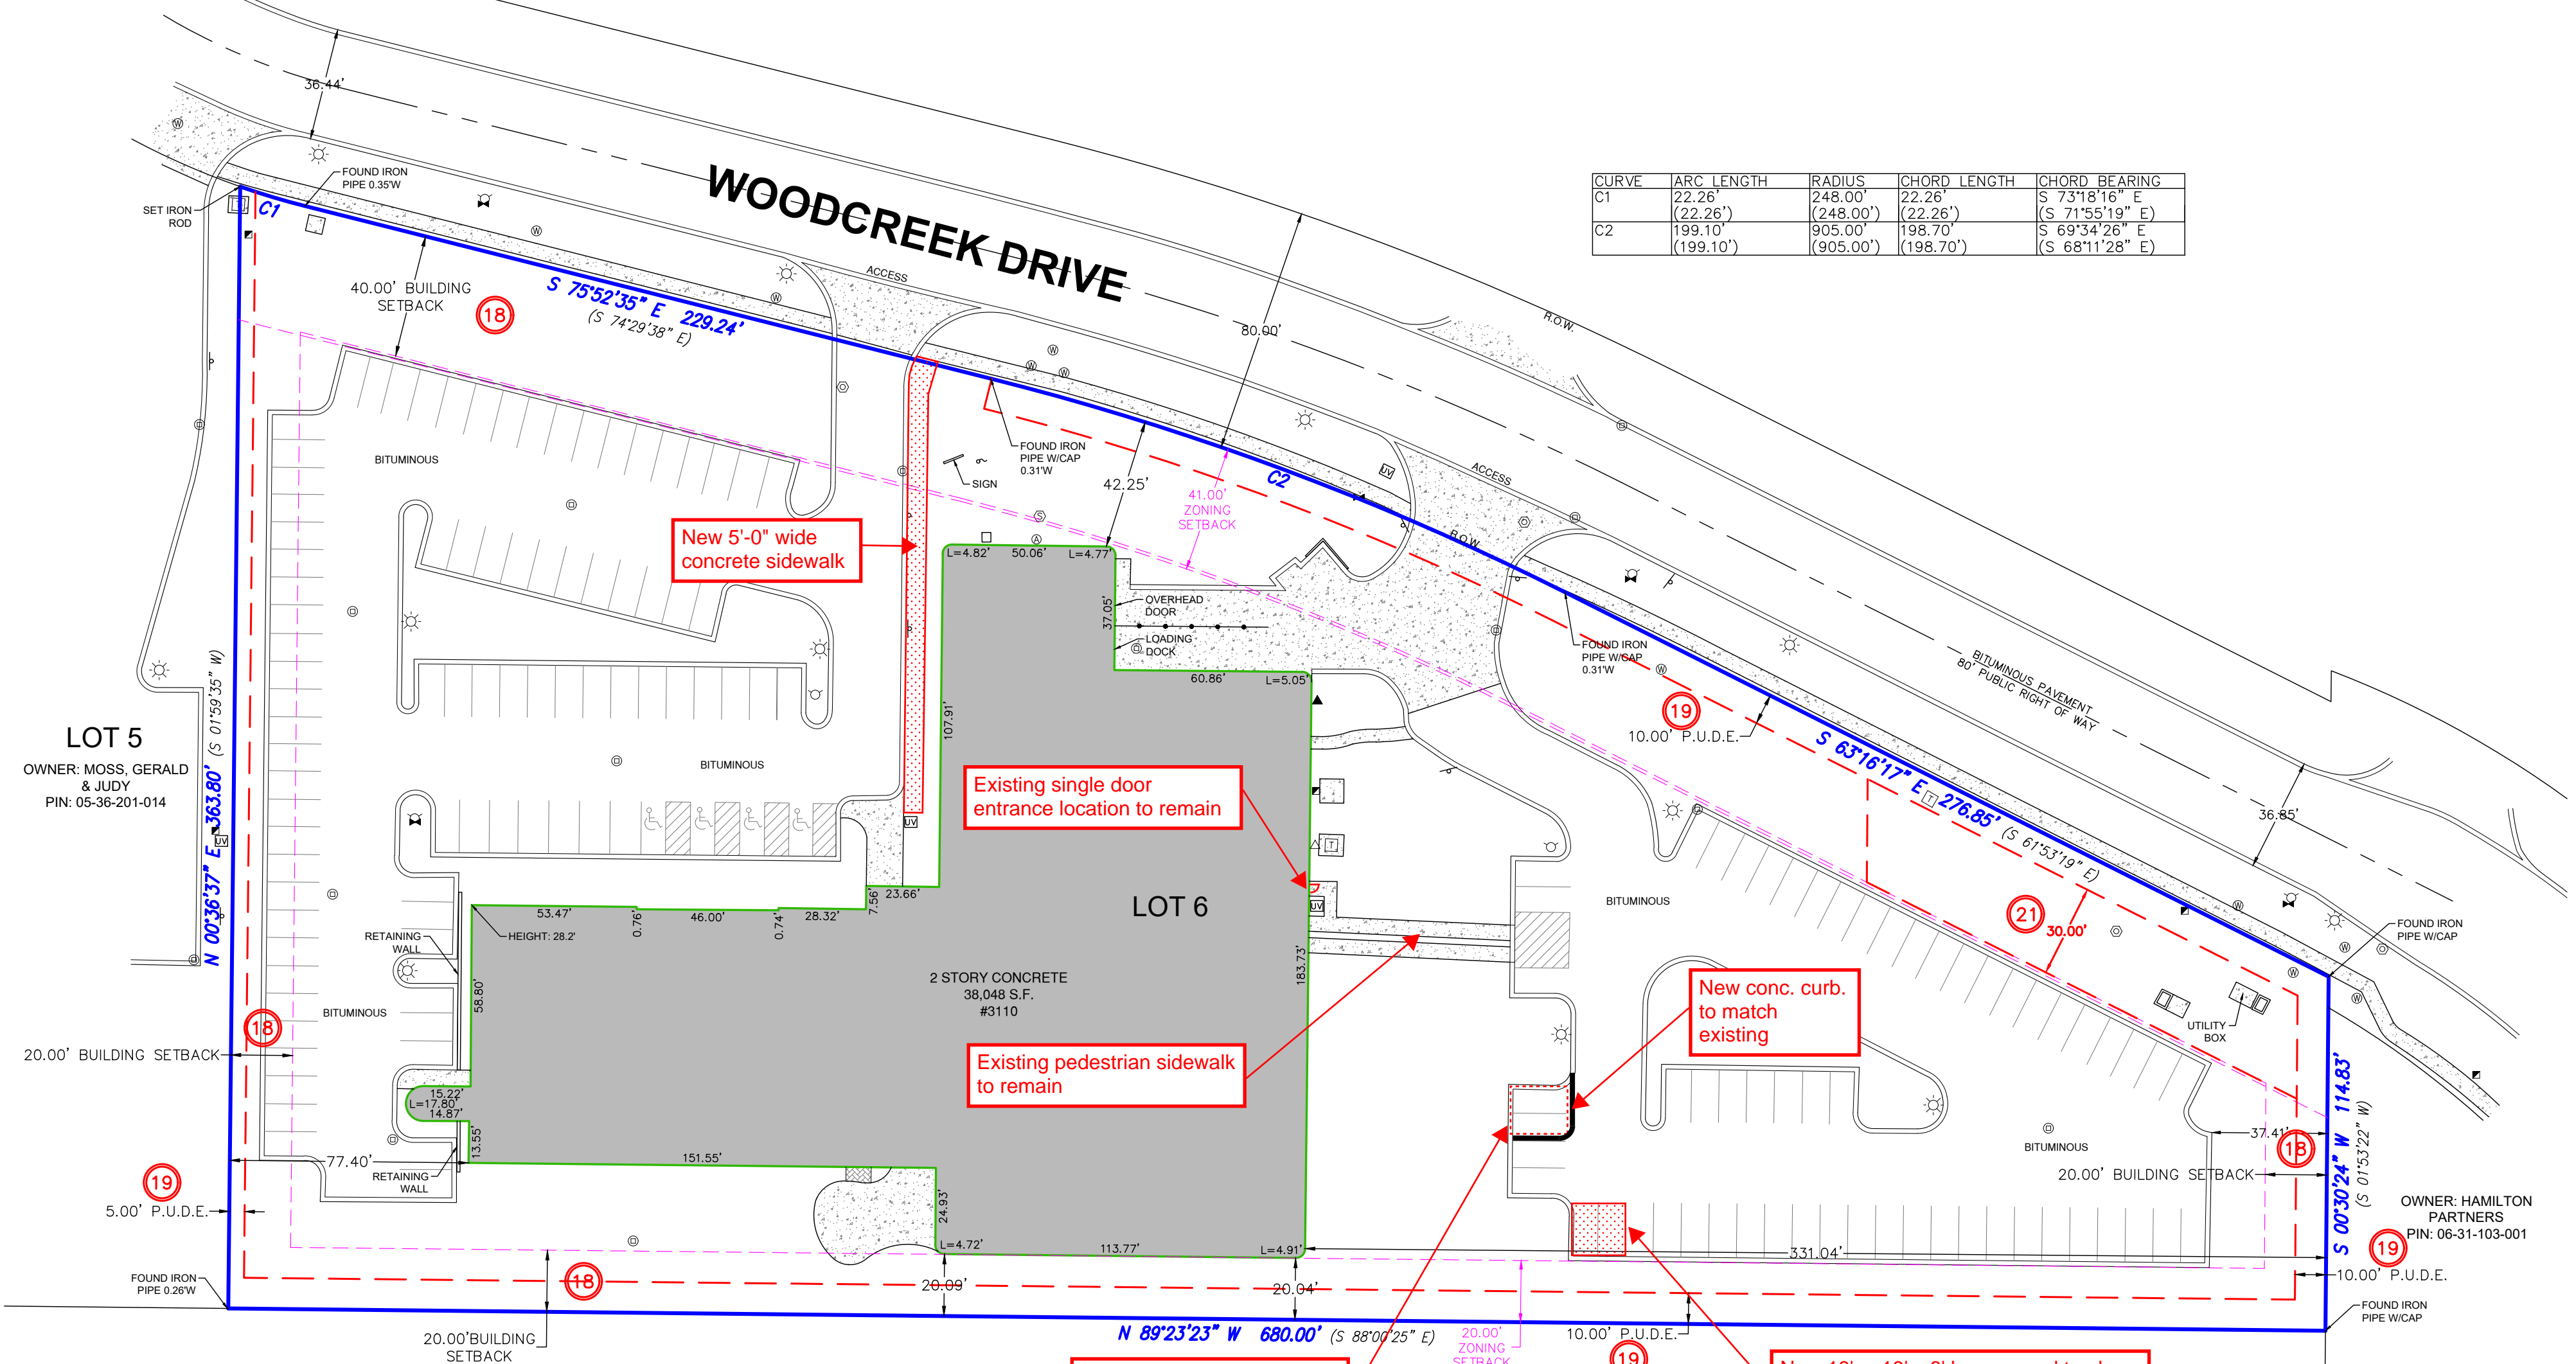 36.44'
FOUND IRON
PIPE 0.35'W
SET IRON
ROD
C1
WOODCREEK DRIVE
CURVE ARC LENGTH RADIUS CHORD LENGTH CHORD BEARING
C1 22.26' 248.00' 22.26' S 73°18'16" E
(22.26') (248.00') (22.26') (S 71°55'19" E)
C2 199.10' 905.00' 198.70' S 69°34'26" E
(199.10') (905.00') (198.70') (S 68°11'28" E)
40.00' BUILDING
SETBACK
18
S 75°52'35" E 229.24'
(S 74°29'38" E)
ACCESS
80.00'
R.O.W.
BITUMINOUS
FOUND IRON
PIPE W/CAP
0.31'W
SIGN
42.25'
41.00'
ZONING
SETBACK
C2
ACCESS
R.O.W.
New 5'-0" wide
concrete sidewalk
L=4.82' 50.06' L=4.77'
37.05'
OVERHEAD
DOOR
LOADING
DOCK
60.86' L=5.05'
FOUND IRON
PIPE W/CAP
0.31'W
BITUMINOUS PAVEMENT
80' PUBLIC RIGHT OF WAY
19
10.00' P.U.D.E.
S 63°16'17" E 276.85' (S 61°53'19" E)
T
36.85'
LOT 5
OWNER: MOSS, GERALD
& JUDY
PIN: 05-36-201-014
N 00°36'37" E 363.80' (S 01°59'35" W)
UV
BITUMINOUS
107.91'
UV
Existing single door
entrance location to remain
T
UV
LOT 6
BITUMINOUS
21
30.00'
FOUND IRON
PIPE W/CAP
53.47' 0.76' 46.00' 0.74' 28.32' 7.56' 23.66'
HEIGHT: 28.2'
RETAINING
WALL
58.80'
BITUMINOUS
18
20.00' BUILDING SETBACK
2 STORY CONCRETE
38,048 S.F.
#3110
183.73'
Existing pedestrian sidewalk
to remain
New conc. curb.
to match
existing
UTILITY
BOX
S 00°30'24" W 114.83'
(S 01°53'22" W)
15.22'
L=17.80'
14.87'
13.55'
77.40'
RETAINING
WALL
151.55'
24.93'
L=4.72' 113.77' L=4.91'
331.04'
BITUMINOUS
37.41'
18
20.00' BUILDING SETBACK
OWNER: HAMILTON
PARTNERS
PIN: 06-31-103-001
19
10.00' P.U.D.E.
19
5.00' P.U.D.E.
FOUND IRON
PIPE 0.26'W
18
20.00'BUILDING
SETBACK
20.09'
20.04'
N 89°23'23" W 680.00' (S 88°00'25" E)
20.00'
ZONING
SETBACK
10.00' P.U.D.E.
19
FOUND IRON
PIPE W/CAP